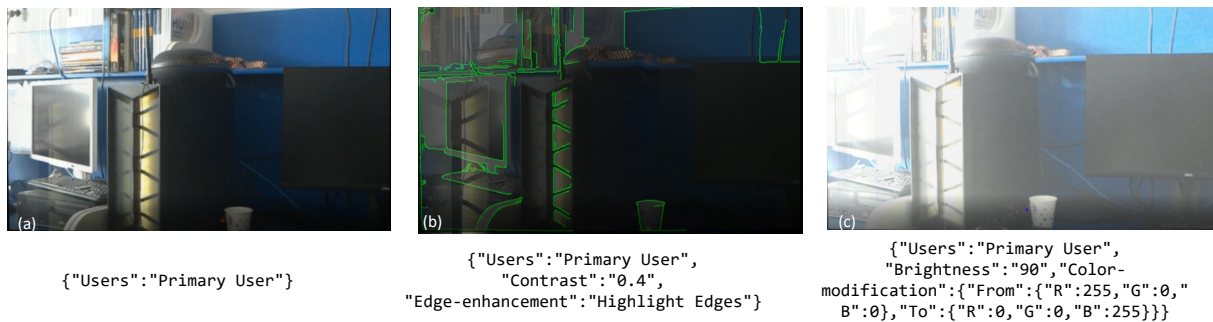 (a)
(b)
(c)
{"Users":"Primary User"}
{"Users":"Primary User",
"Contrast":"0.4",
"Edge-enhancement":"Highlight Edges"}
{"Users":"Primary User",
"Brightness":"90","Color-
modification":{"From":{"R":255,"G":0,"
B":0},"To":{"R":0,"G":0,"B":255}}}